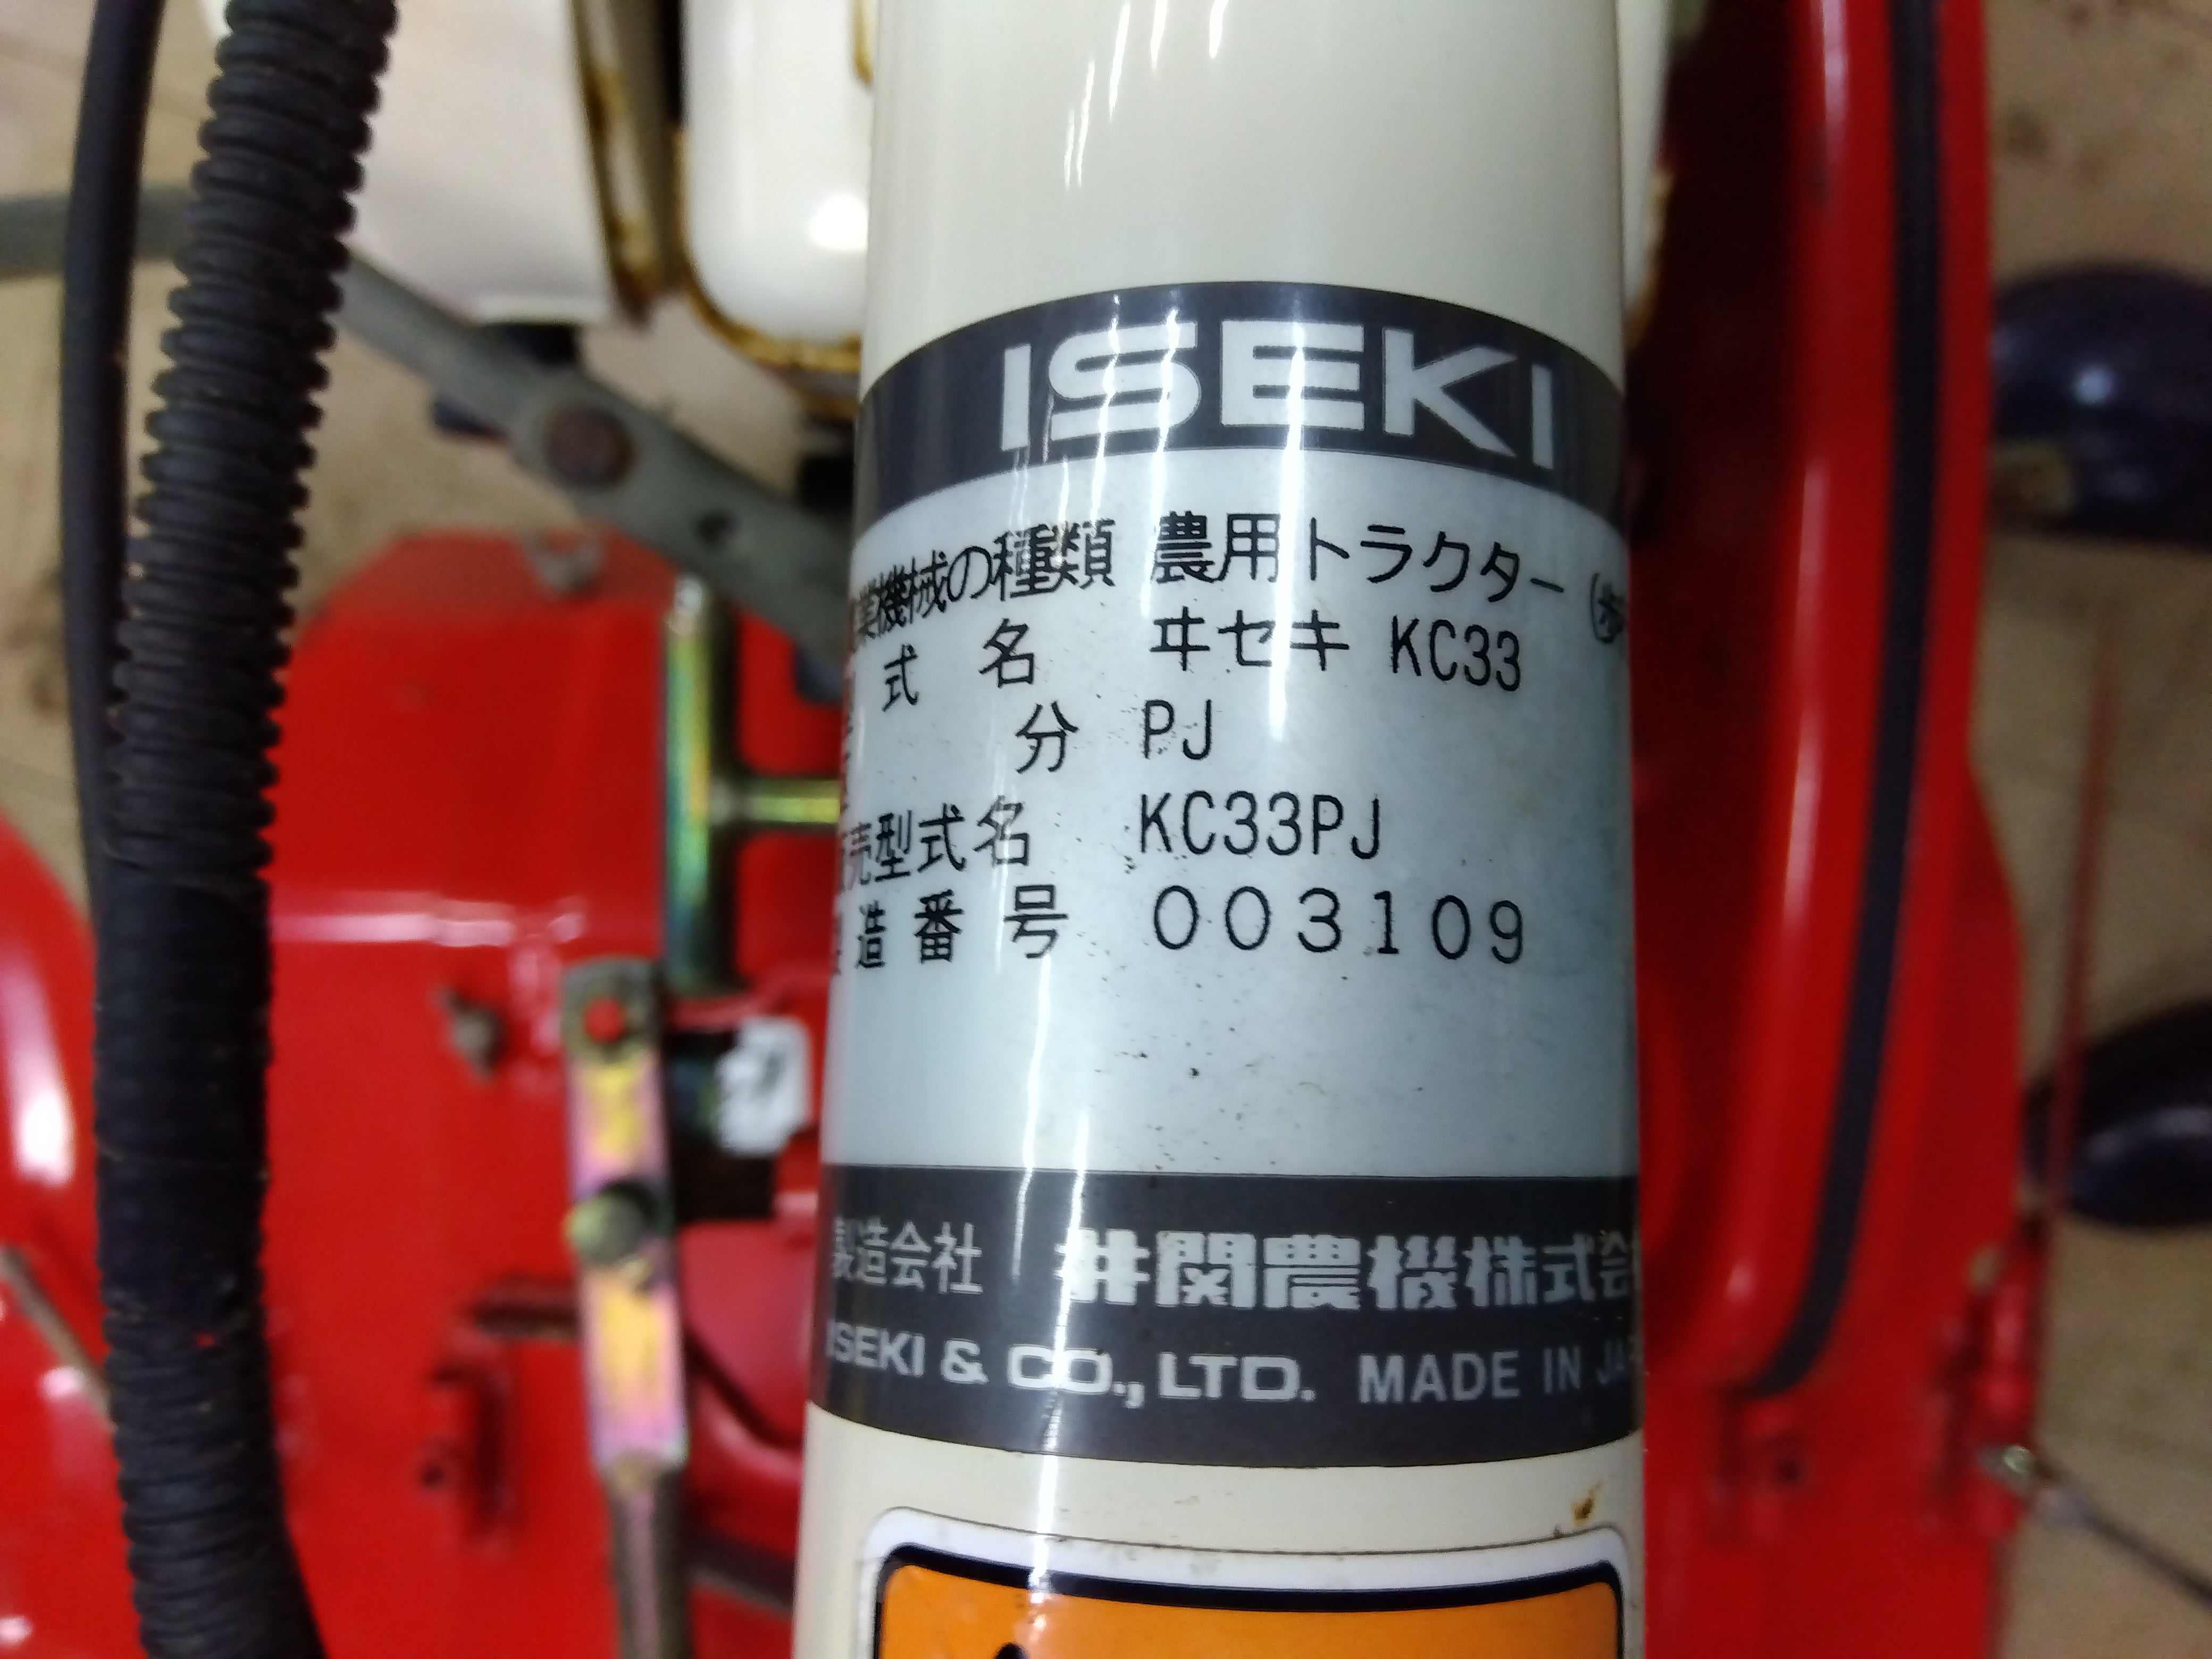 ISEKI
業機械の種類 農用トラクター (歩
式 名 ヰセキ KC33
分 PJ
売型式名 KC33PJ
造番号 003109
製造会社 井関農機株式会
ISEKI & CO., LTD. MADE IN JA